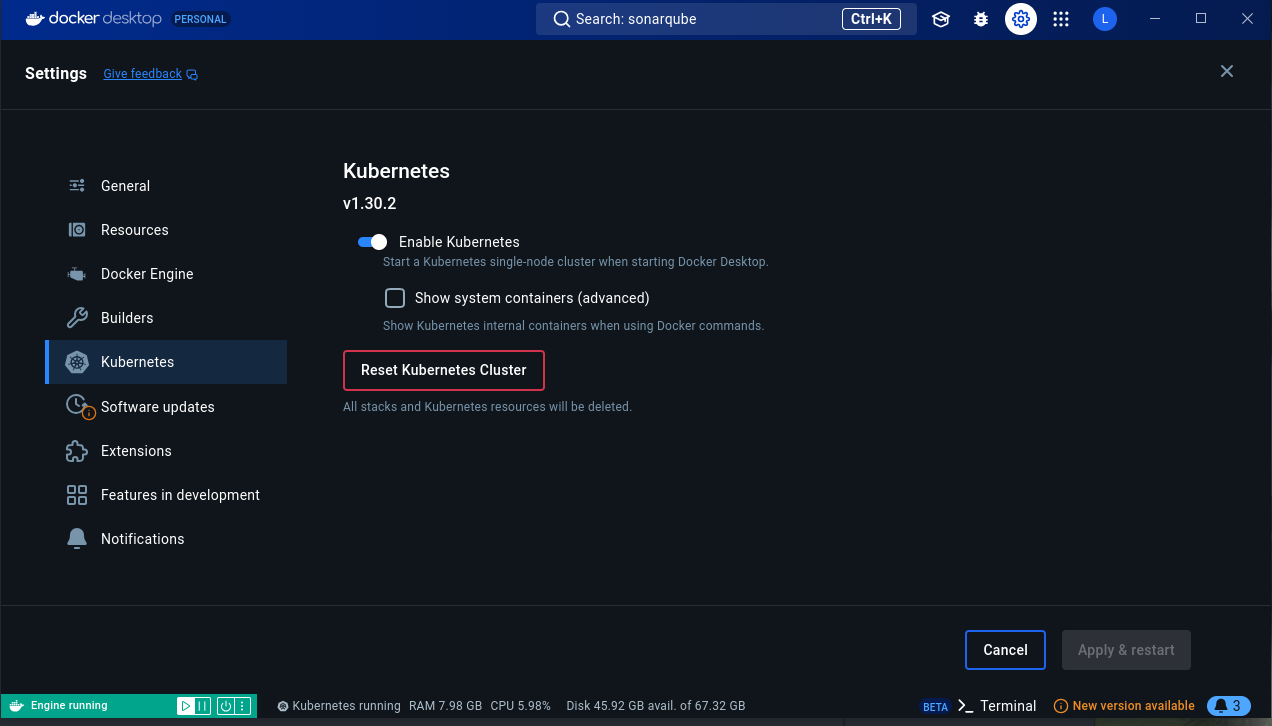 docker desktop PERSONAL Search: sonarqube Ctrl+K L
Settings Give feedback
Kubernetes
v1.30.2
General
Resources
Docker Engine
Builders
Kubernetes
Software updates
Extensions
Features in development
Notifications
Enable Kubernetes
Start a Kubernetes single-node cluster when starting Docker Desktop.
Show system containers (advanced)
Show Kubernetes internal containers when using Docker commands.
Reset Kubernetes Cluster
All stacks and Kubernetes resources will be deleted.
Cancel Apply & restart
Engine running Kubernetes running RAM 7.98 GB CPU 5.98% Disk 45.92 GB avail. of 67.32 GB BETA Terminal New version available 3